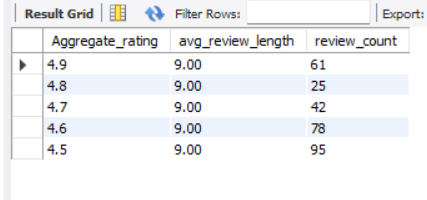 Result Grid Filter Rows: Export:
Aggregate_rating avg_review_length review_count
4.9 9.00 61
4.8 9.00 25
4.7 9.00 42
4.6 9.00 78
4.5 9.00 95